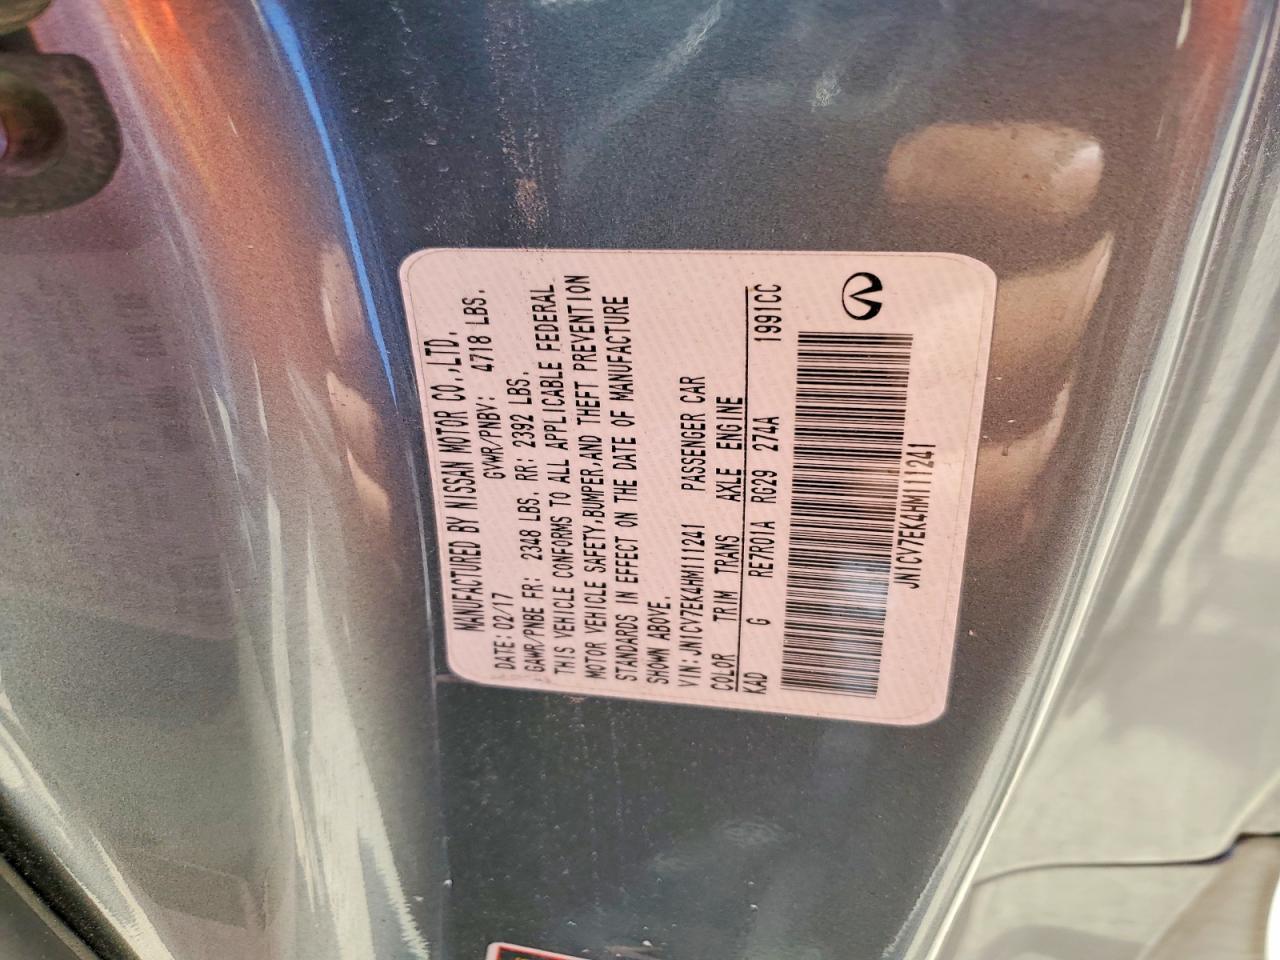 MANUFACTURED BY NISSAN MOTOR CO.,LTD.
DATE: 02/17 GVWR/PNBV: 4718 LBS.
GAWR/PNBE FR: 2348 LBS. RR: 2392 LBS.
THIS VEHICLE CONFORMS TO ALL APPLICABLE FEDERAL
MOTOR VEHICLE SAFETY,BUMPER,AND THEFT PREVENTION
STANDARDS IN EFFECT ON THE DATE OF MANUFACTURE
SHOWN ABOVE.
VIN:JN1CV7EK4HM111241 PASSENGER CAR
COLOR TRIM TRANS AXLE ENGINE
KAD G RE7R01A RG29 274A 1991CC
JN1CV7EK4HM111241